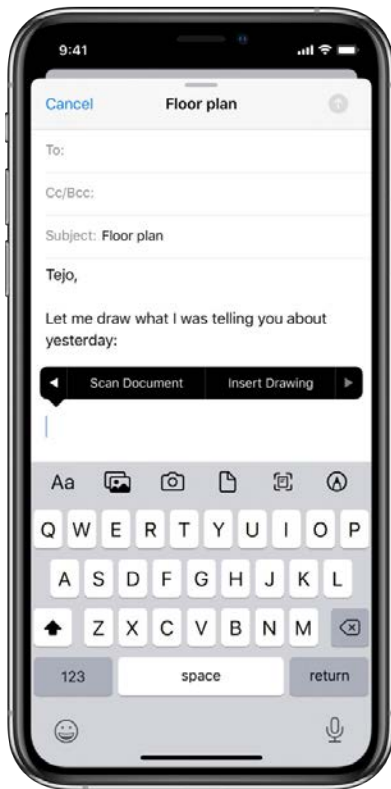 9:41
Cancel Floor plan
To:
Cc/Bcc:
Subject: Floor plan
Tejo,
Let me draw what I was telling you about
yesterday:
Scan Document Insert Drawing
Aa
Q W E R T Y U I O P
A S D F G H J K L
Z X C V B N M
123 space return